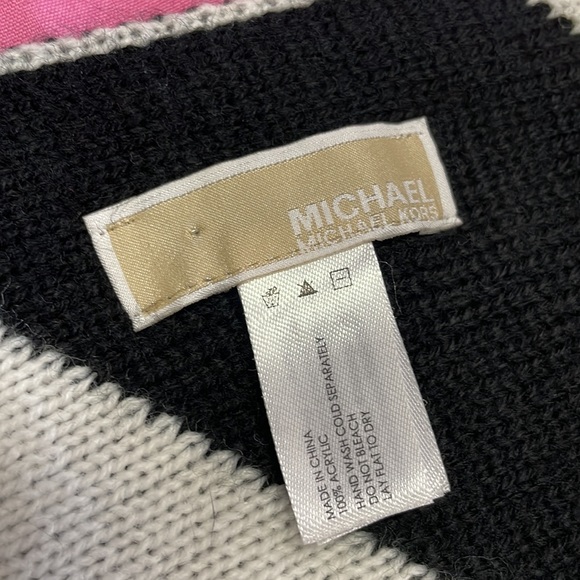 MICHAEL
MICHAEL KORS
MADE IN CHINA
100% ACRYLIC
HAND WASH COLD SEPARATELY
DO NOT BLEACH
LAY FLAT TO DRY